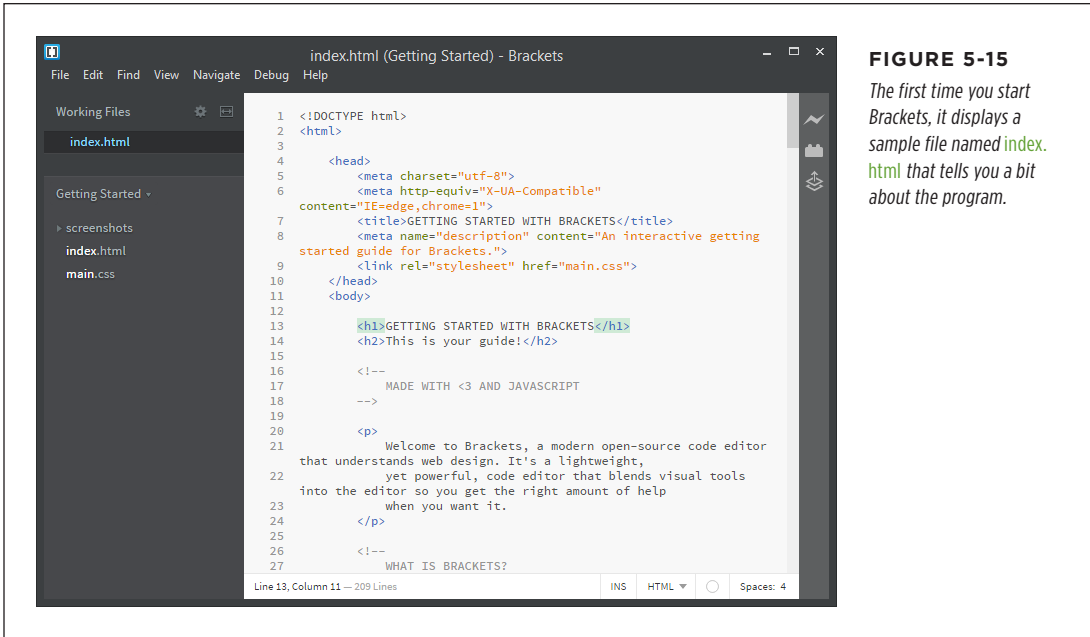 index.html (Getting Started) - Brackets
File Edit Find View Navigate Debug Help
Working Files
index.html
Getting Started
screenshots
index.html
main.css
1 <!DOCTYPE html>
2 <html>
3
4 <head>
5 <meta charset="utf-8">
6 <meta http-equiv="X-UA-Compatible"
content="IE=edge,chrome=1">
7 <title>GETTING STARTED WITH BRACKETS</title>
8 <meta name="description" content="An interactive getting
started guide for Brackets.">
9 <link rel="stylesheet" href="main.css">
10 </head>
11 <body>
12
13 <h1>GETTING STARTED WITH BRACKETS</h1>
14 <h2>This is your guide!</h2>
15
16 <!--
17 MADE WITH <3 AND JAVASCRIPT
18 -->
19
20 <p>
21 Welcome to Brackets, a modern open-source code editor
that understands web design. It's a lightweight,
22 yet powerful, code editor that blends visual tools
into the editor so you get the right amount of help
23 when you want it.
24 </p>
25
26 <!--
27 WHAT IS BRACKETS?
Line 13, Column 11 — 209 Lines INS HTML Spaces: 4
FIGURE 5-15
The first time you start
Brackets, it displays a
sample file named index.
html that tells you a bit
about the program.